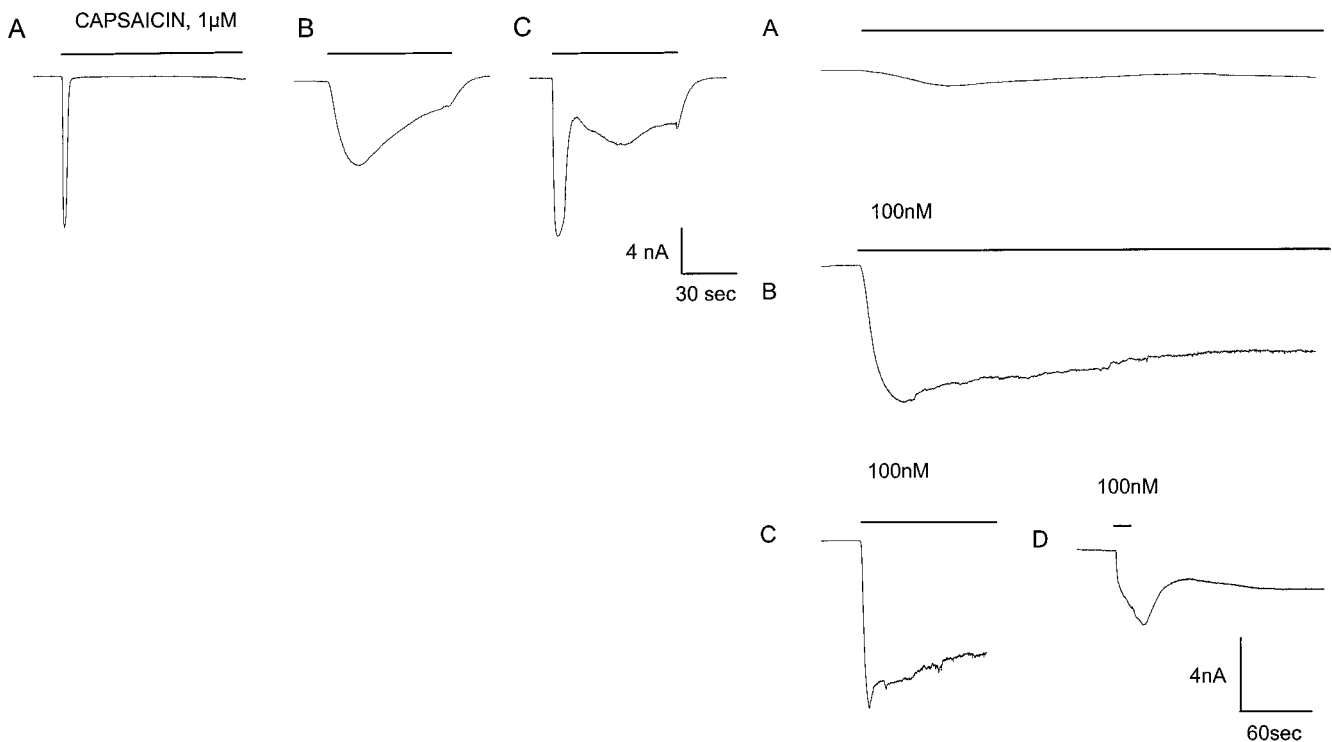 A
CAPSAICIN, 1µM
B
C
4 nA
30 sec
A
100nM
B
100nM
C
100nM
D
4nA
60sec